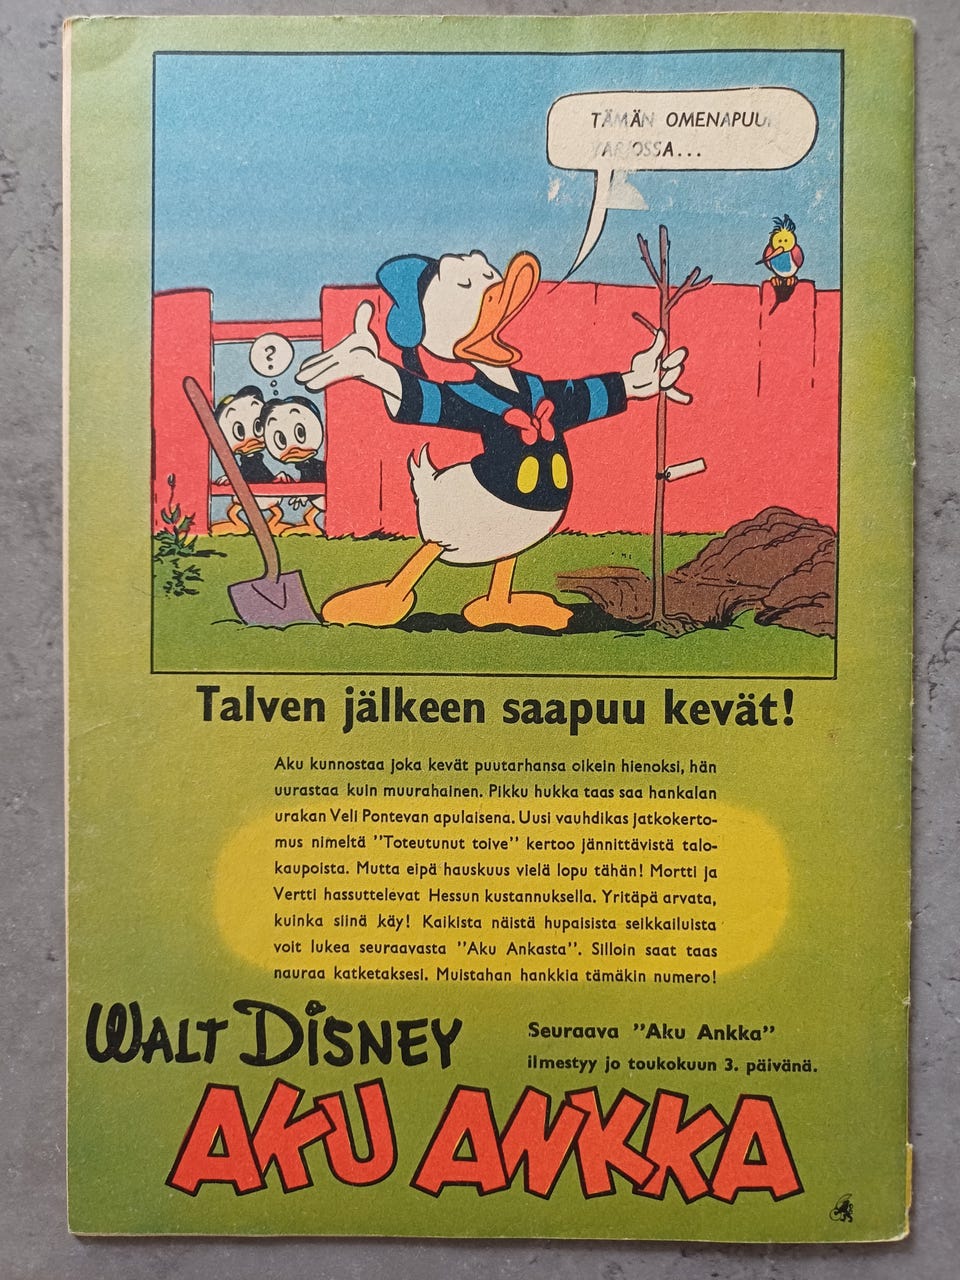 TÄMÄN OMENAPUU
VARJOSSA...
?
Talven jälkeen saapuu kevät!
Aku kunnostaa joka kevät puutarhansa oikein hienoksi, hän
uurastaa kuin muurahainen. Pikku hukka taas saa hankalan
urakan Veli Pontevan apulaisena. Uusi vauhdikas jatkokerto-
mus nimeltä ”Toteutunut toive” kertoo jännittävistä talo-
kaupoista. Mutta eipä hauskuus vielä lopu tähän! Mortti ja
Vertti hassuttelevat Hessun kustannuksella. Yritäpä arvata,
kuinka siinä käy! Kaikista näistä hupaisista seikkailuista
voit lukea seuraavasta ”Aku Ankasta”. Silloin saat taas
nauraa katketaksesi. Muistahan hankkia tämäkin numero!
WALT DISNEY
Seuraava ”Aku Ankka”
ilmestyy jo toukokuun 3. päivänä.
AKU ANKKA